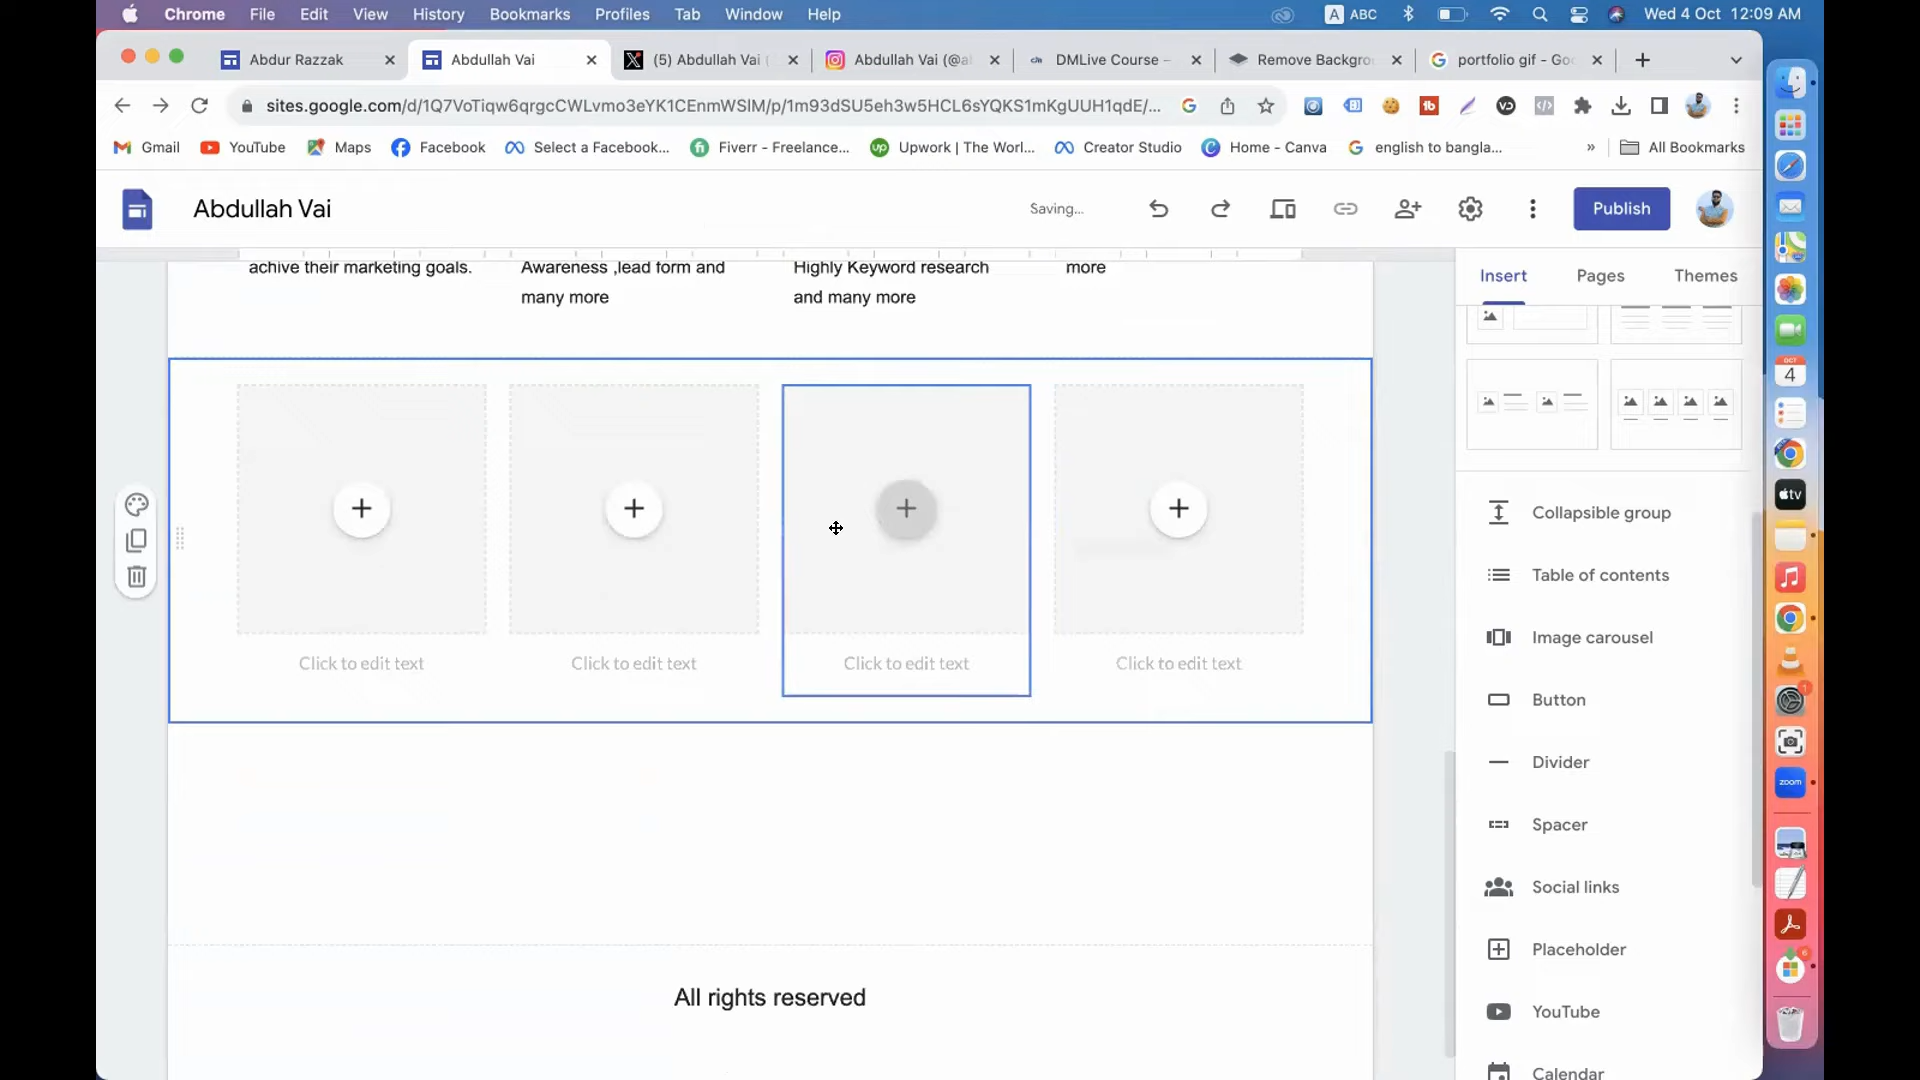 Chrome File Edit View History Bookmarks Profiles Tab Window Help A ABC Wed 4 Oct 12:09 AM
Abdur Razzak Abdullah Vai (5) Abdullah Vai ( Abdullah Vai (@al DMLive Course – Remove Backgro portfolio gif - Goo
sites.google.com/d/1Q7VoTiqw6qrgcCWLvmo3eYK1CEnmWSIM/p/1m93dSU5eh3w5HCL6sYQKS1mKgUUH1qdE/...
Gmail YouTube Maps Facebook Select a Facebook... Fiverr - Freelance... Upwork | The Worl... Creator Studio Home - Canva english to bangla... » All Bookmarks
Abdullah Vai Saving... Publish
achive their marketing goals. Awareness ,lead form and Highly Keyword research more
many more and many more
Insert Pages Themes
Click to edit text Click to edit text Click to edit text Click to edit text
Collapsible group
Table of contents
Image carousel
Button
Divider
Spacer
Social links
Placeholder
YouTube
Calendar
All rights reserved
OCT
4
tv
zoom